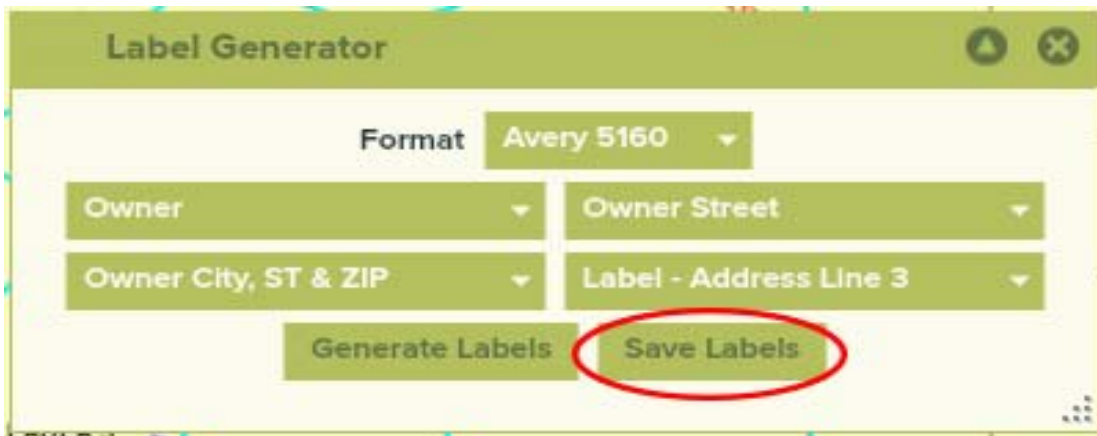 Label Generator
Format Avery 5160
Owner Owner Street
Owner City, ST & ZIP Label - Address Line 3
Generate Labels Save Labels